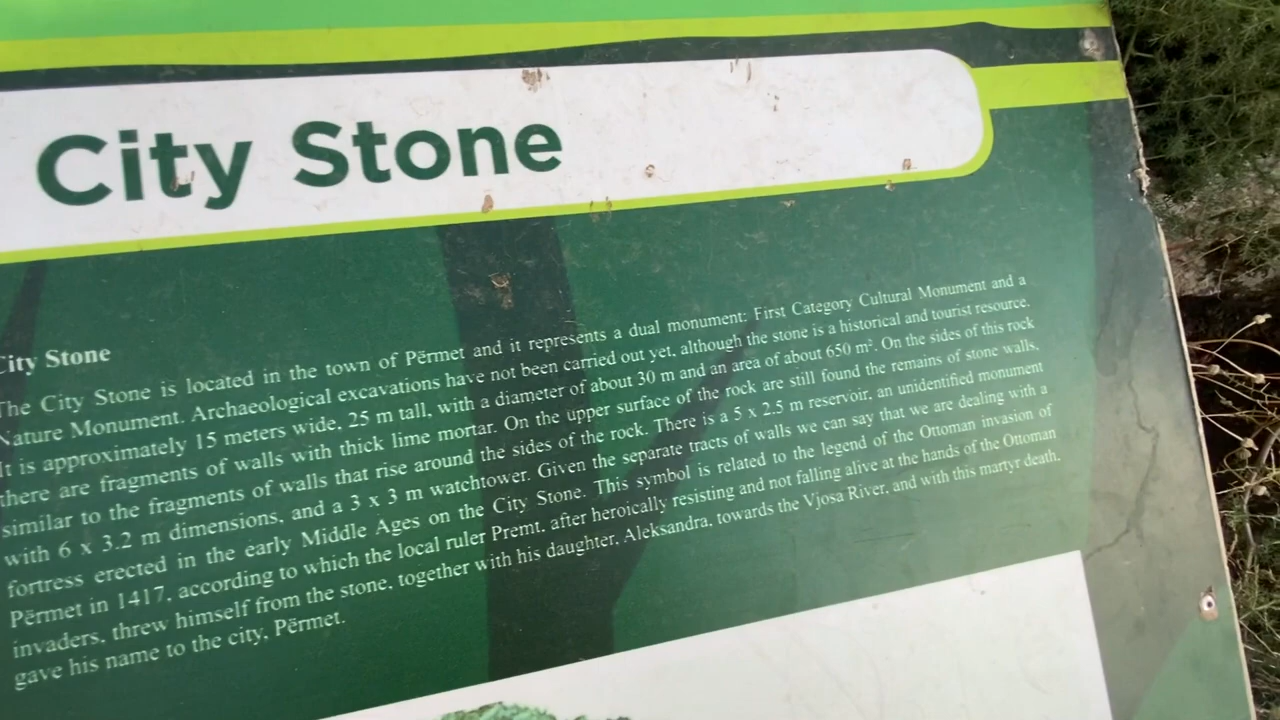 City Stone
City Stone
The City Stone is located in the town of Përmet and it represents a dual monument: First Category Cultural Monument and a
Nature Monument. Archaeological excavations have not been carried out yet, although the stone is a historical and tourist resource.
It is approximately 15 meters wide, 25 m tall, with a diameter of about 30 m and an area of about 650 m². On the sides of this rock
there are fragments of walls with thick lime mortar. On the upper surface of the rock are still found the remains of stone walls,
similar to the fragments of walls that rise around the sides of the rock. There is a 5 x 2.5 m reservoir, an unidentified monument
with 6 x 3.2 m dimensions, and a 3 x 3 m watchtower. Given the separate tracts of walls we can say that we are dealing with a
fortress erected in the early Middle Ages on the City Stone. This symbol is related to the legend of the Ottoman invasion of
Përmet in 1417, according to which the local ruler Premt, after heroically resisting and not falling alive at the hands of the Ottoman
invaders, threw himself from the stone, together with his daughter, Aleksandra, towards the Vjosa River, and with this martyr death,
gave his name to the city, Përmet.